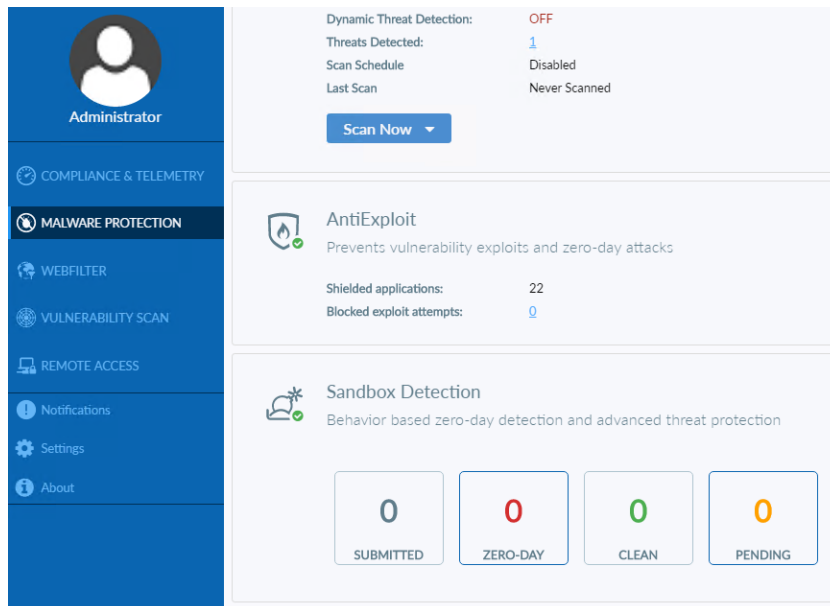 Administrator
COMPLIANCE & TELEMETRY
MALWARE PROTECTION
WEBFILTER
VULNERABILITY SCAN
REMOTE ACCESS
Notifications
Settings
About
Dynamic Threat Detection: OFF
Threats Detected: 1
Scan Schedule Disabled
Last Scan Never Scanned
Scan Now
AntiExploit
Prevents vulnerability exploits and zero-day attacks
Shielded applications: 22
Blocked exploit attempts: 0
Sandbox Detection
Behavior based zero-day detection and advanced threat protection
0 0 0 0
SUBMITTED ZERO-DAY CLEAN PENDING